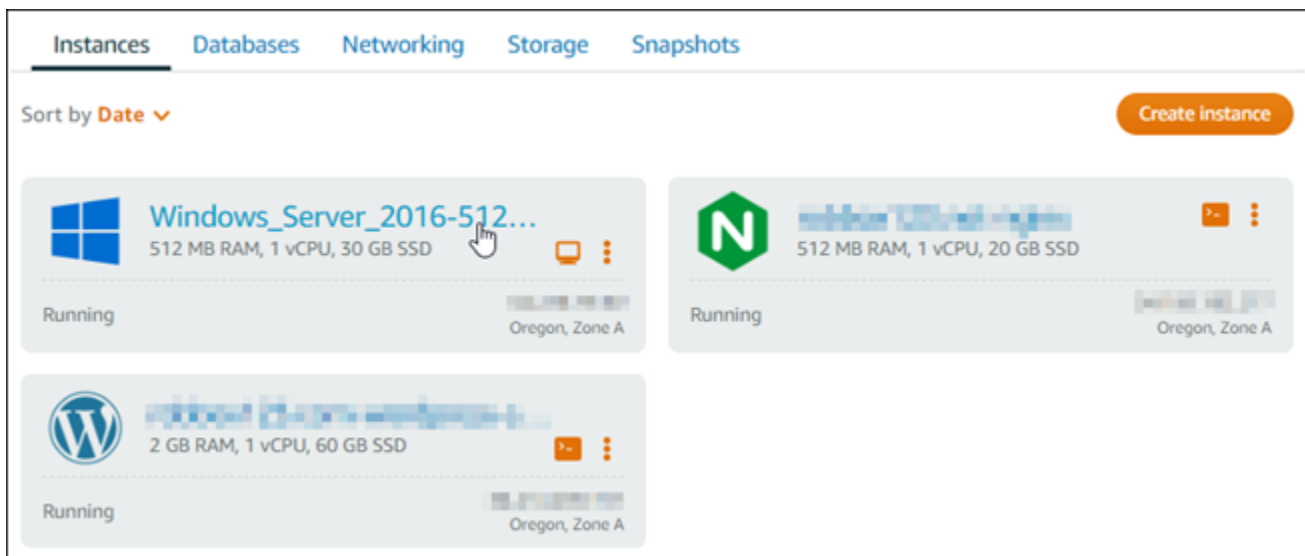 Instances Databases Networking Storage Snapshots
Sort by Date
Create instance
Windows_Server_2016-512...
512 MB RAM, 1 vCPU, 30 GB SSD
Running
Oregon, Zone A
N
512 MB RAM, 1 vCPU, 20 GB SSD
Running
Oregon, Zone A
W
2 GB RAM, 1 vCPU, 60 GB SSD
Running
Oregon, Zone A